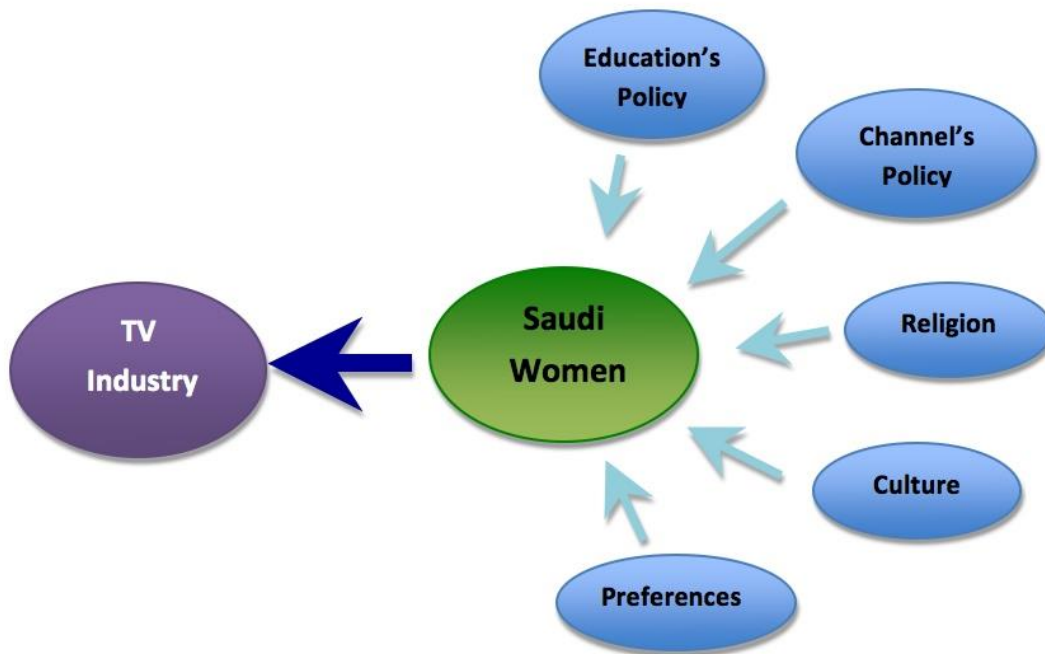 Education's
Policy
Channel's
Policy
TV
Industry
Saudi
Women
Religion
Culture
Preferences